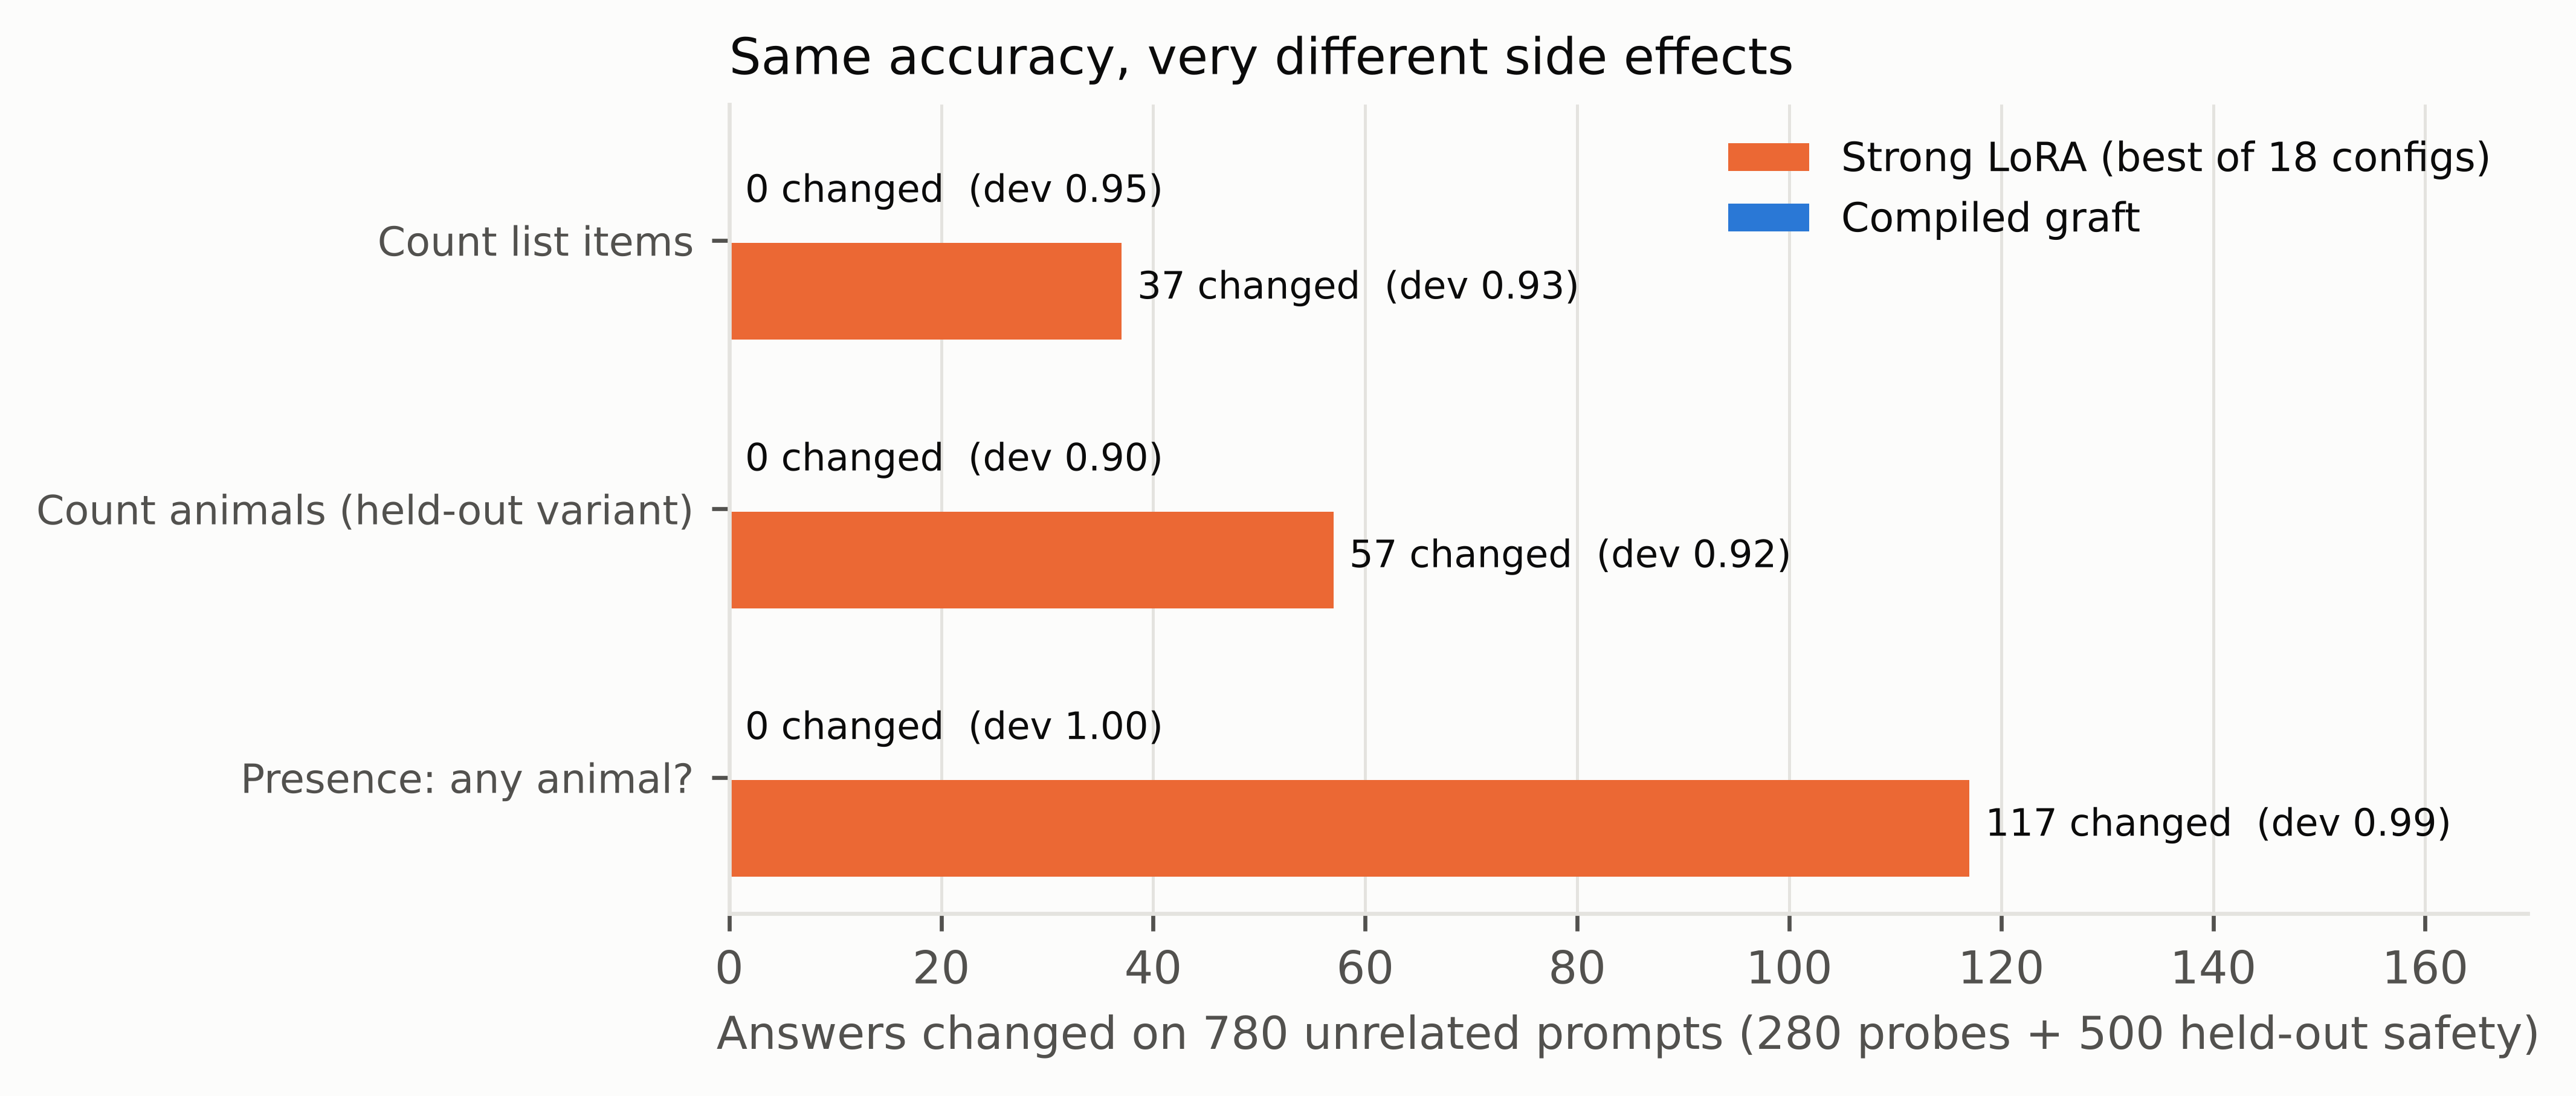 Same accuracy, very different side effects
Strong LoRA (best of 18 configs)
Compiled graft
Count list items
0 changed (dev 0.95)
37 changed (dev 0.93)
Count animals (held-out variant)
0 changed (dev 0.90)
57 changed (dev 0.92)
Presence: any animal?
0 changed (dev 1.00)
117 changed (dev 0.99)
0 20 40 60 80 100 120 140 160
Answers changed on 780 unrelated prompts (280 probes + 500 held-out safety)